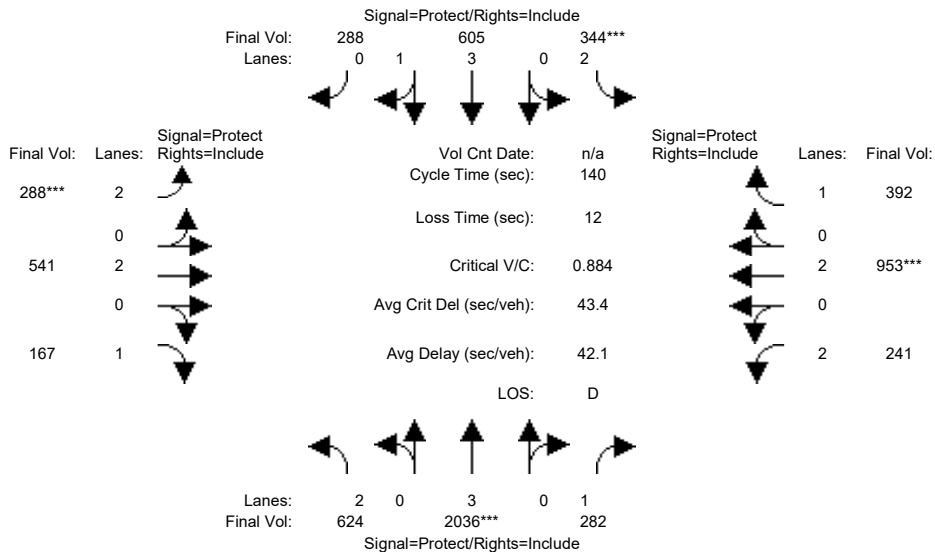 Signal=Protect/Rights=Include
Final Vol: 288 605 344***
Lanes: 0 1 3 0 2
Signal=Protect Signal=Protect
Final Vol: Lanes: Rights=Include Vol Cnt Date: n/a Rights=Include Lanes: Final Vol:
Cycle Time (sec): 140
288*** 2 1 392
Loss Time (sec): 12
0 0
541 2 Critical V/C: 0.884 2 953***
0 Avg Crit Del (sec/veh): 43.4 0
167 1 Avg Delay (sec/veh): 42.1 2 241
LOS: D
Lanes: 2 0 3 0 1
Final Vol: 624 2036*** 282
Signal=Protect/Rights=Include